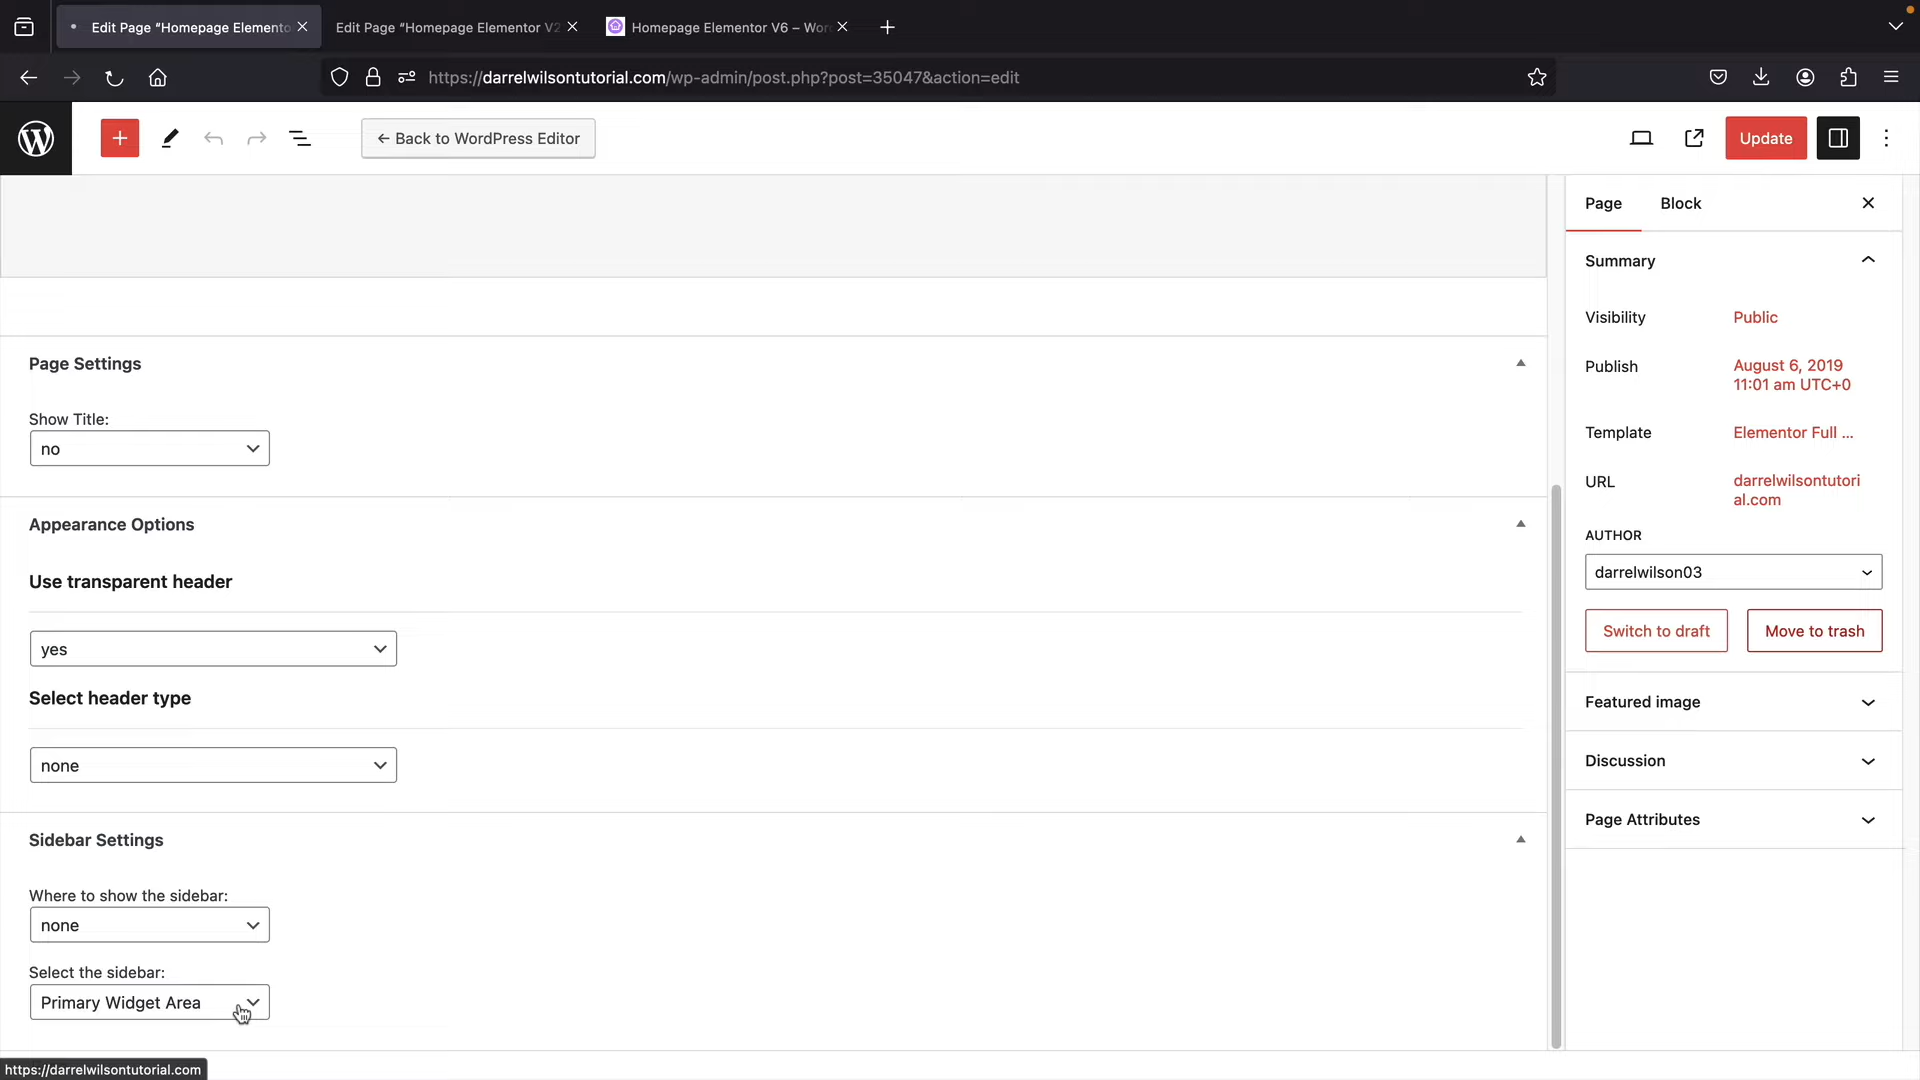 Edit Page “Homepage Elemento
Edit Page “Homepage Elementor V2
Homepage Elementor V6 – Wor
https://darrelwilsontutorial.com/wp-admin/post.php?post=35047&action=edit
← Back to WordPress Editor
Update
Page
Block
Summary
Visibility
Public
Publish
August 6, 2019
11:01 am UTC+0
Template
Elementor Full ...
URL
darrelwilsontutori
al.com
AUTHOR
darrelwilson03
Switch to draft
Move to trash
Featured image
Discussion
Page Attributes
Page Settings
Show Title:
no
Appearance Options
Use transparent header
yes
Select header type
none
Sidebar Settings
Where to show the sidebar:
none
Select the sidebar:
Primary Widget Area
https://darrelwilsontutorial.com